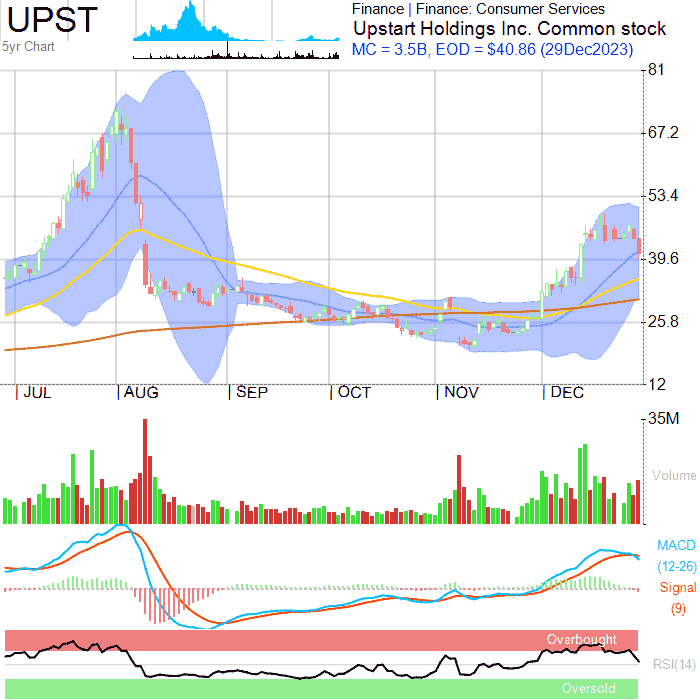 UPST
5yr Chart
Finance | Finance: Consumer Services
Upstart Holdings Inc. Common stock
MC = 3.5B, EOD = $40.86 (29Dec2023)
81
67.2
53.4
39.6
25.8
12
JUL AUG SEP OCT NOV DEC
35M
Volume
MACD
(12-26)
Signal
(9)
Overbought
RSI(14)
Oversold